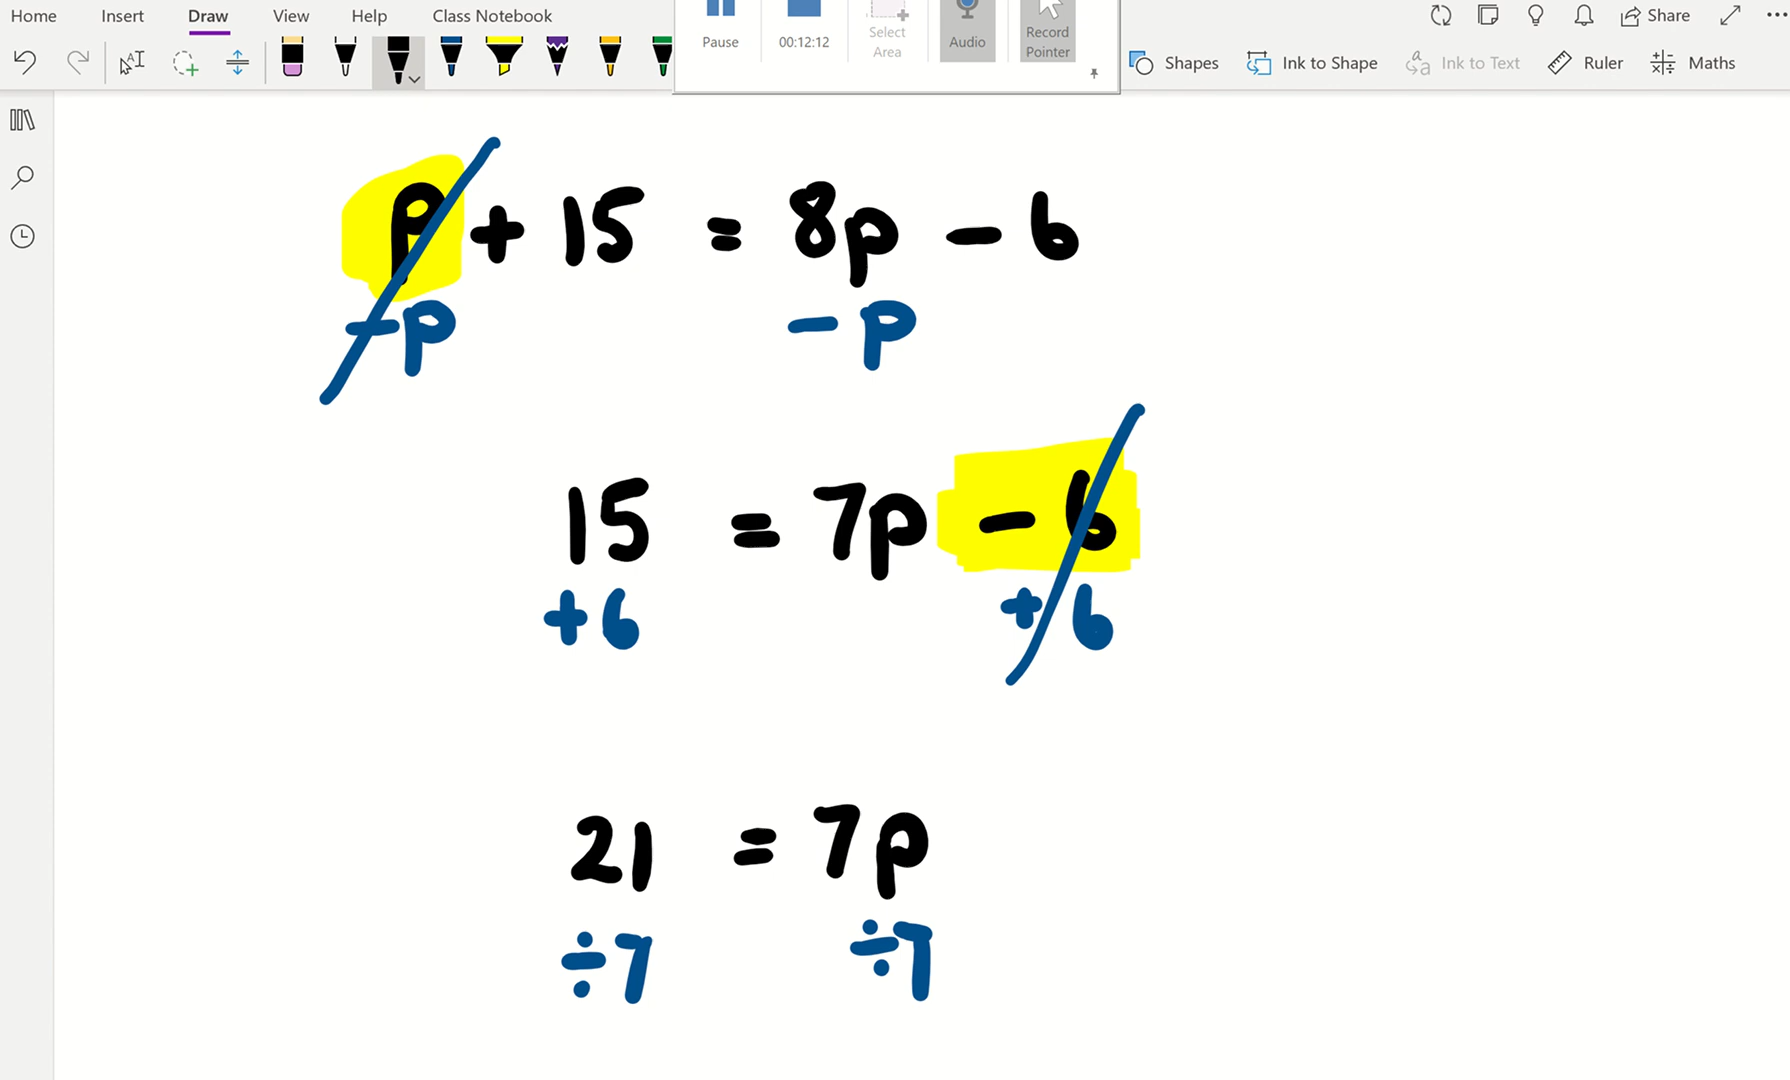 Home Insert Draw View Help Class Notebook
Share
Pause
00:12:12
Select
Area
Audio
Record
Pointer
Shapes Ink to Shape Ink to Text Ruler Maths
p + 15 = 8p - 6
-p - p
15 = 7p - 6
+6 + 6
21 = 7p
÷7 ÷7